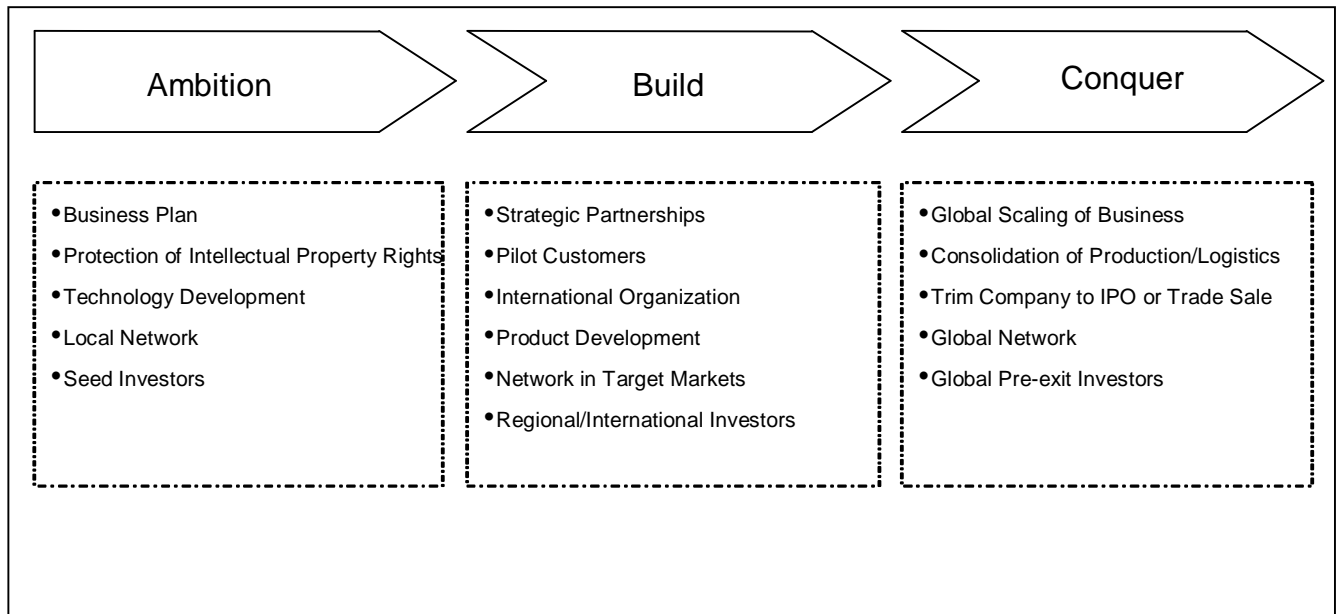 Ambition
Build
Conquer
•Business Plan
•Protection of Intellectual Property Rights
•Technology Development
•Local Network
•Seed Investors
•Strategic Partnerships
•Pilot Customers
•International Organization
•Product Development
•Network in Target Markets
•Regional/International Investors
•Global Scaling of Business
•Consolidation of Production/Logistics
•Trim Company to IPO or Trade Sale
•Global Network
•Global Pre-exit Investors